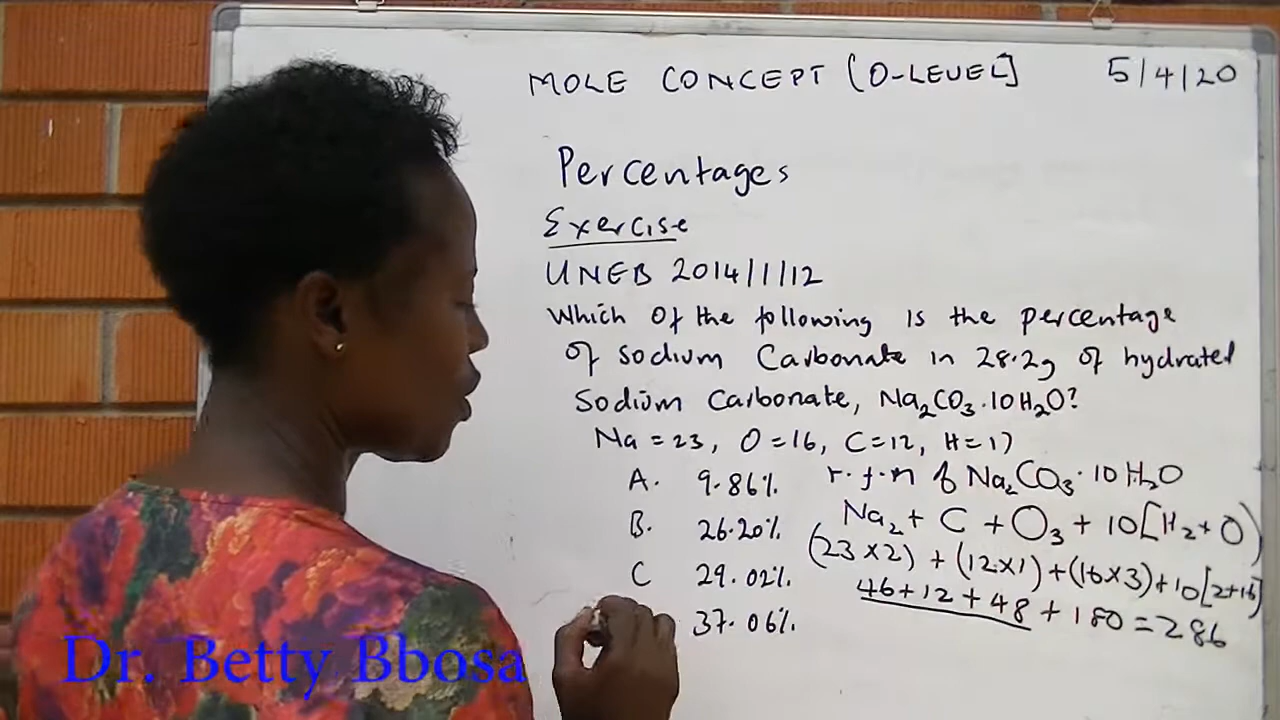 MOLE CONCEPT (O-LEVEL] 5/4/20
Percentages
Exercise
UNEB 2014/1/12
Which Of the following is the percentage
of sodium Carbonate in 28.2g of hydrated
Sodium Carbonate, Na₂CO₃.10H₂O?
Na = 23, O = 16, C = 12, H = 1)
A. 9.86%
B. 26.20%
C 29.02%
37.06%
r.f.m of Na₂CO₃.10H₂O
Na₂ + C + O₃ + 10[H₂+O)
(23×2) + (12×1) + (16×3) + 10[2+16]
46 + 12 + 48 + 180 = 286
Dr. Betty Bbosa